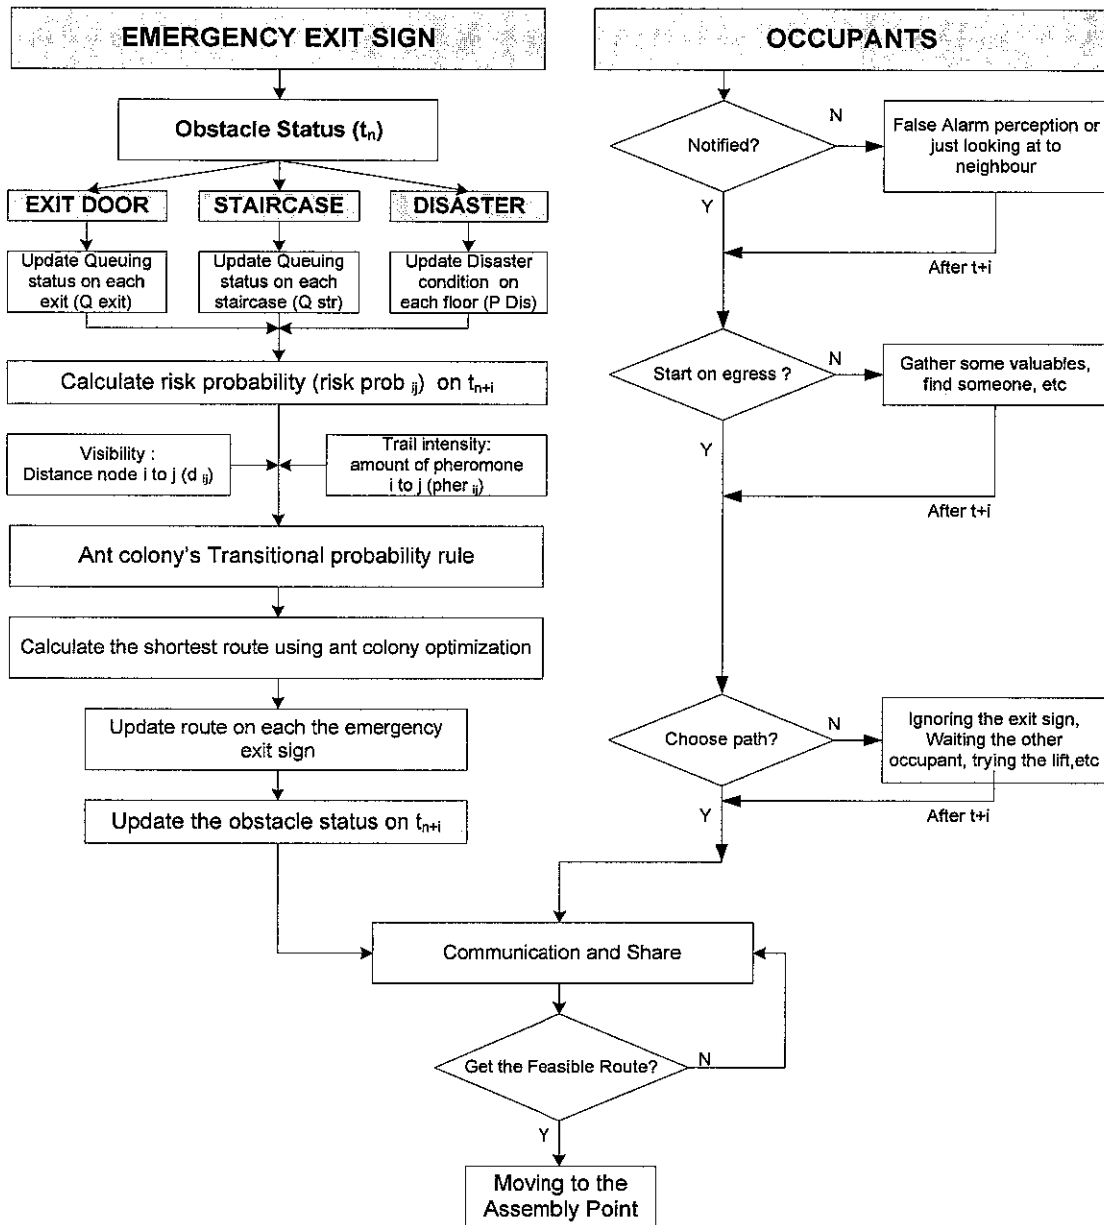 EMERGENCY EXIT SIGN
Obstacle Status (tn)
EXIT DOOR
STAIRCASE
DISASTER
Update Queuing
status on each
exit (Q exit)
Update Queuing
status on each
staircase (Q str)
Update Disaster
condition on
each floor (P Dis)
Calculate risk probability (risk prob ij) on tn+i
Visibility :
Distance node i to j (d ij)
Trail intensity:
amount of pheromone
i to j (pher ij)
Ant colony's Transitional probability rule
Calculate the shortest route using ant colony optimization
Update route on each the emergency
exit sign
Update the obstacle status on tn+i
OCCUPANTS
Notified?
N
False Alarm perception or
just looking at to
neighbour
Y
After t+i
Start on egress ?
N
Gather some valuables,
find someone, etc
Y
After t+i
Choose path?
N
Ignoring the exit sign,
Waiting the other
occupant, trying the lift,etc
Y
After t+i
Communication and Share
Get the Feasible Route?
N
Y
Moving to the
Assembly Point